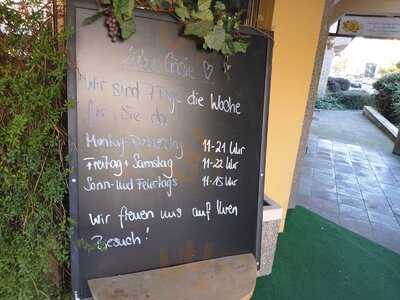 Liebe Gäste ♡
Wir sind 7 Tage die Woche
für Sie da
Montag-Donnerstag 11-21 Uhr
Freitag + Samstag 11-22 Uhr
Sonn- und Feiertags 11-15 Uhr
Wir freuen uns auf Ihren
Besuch!